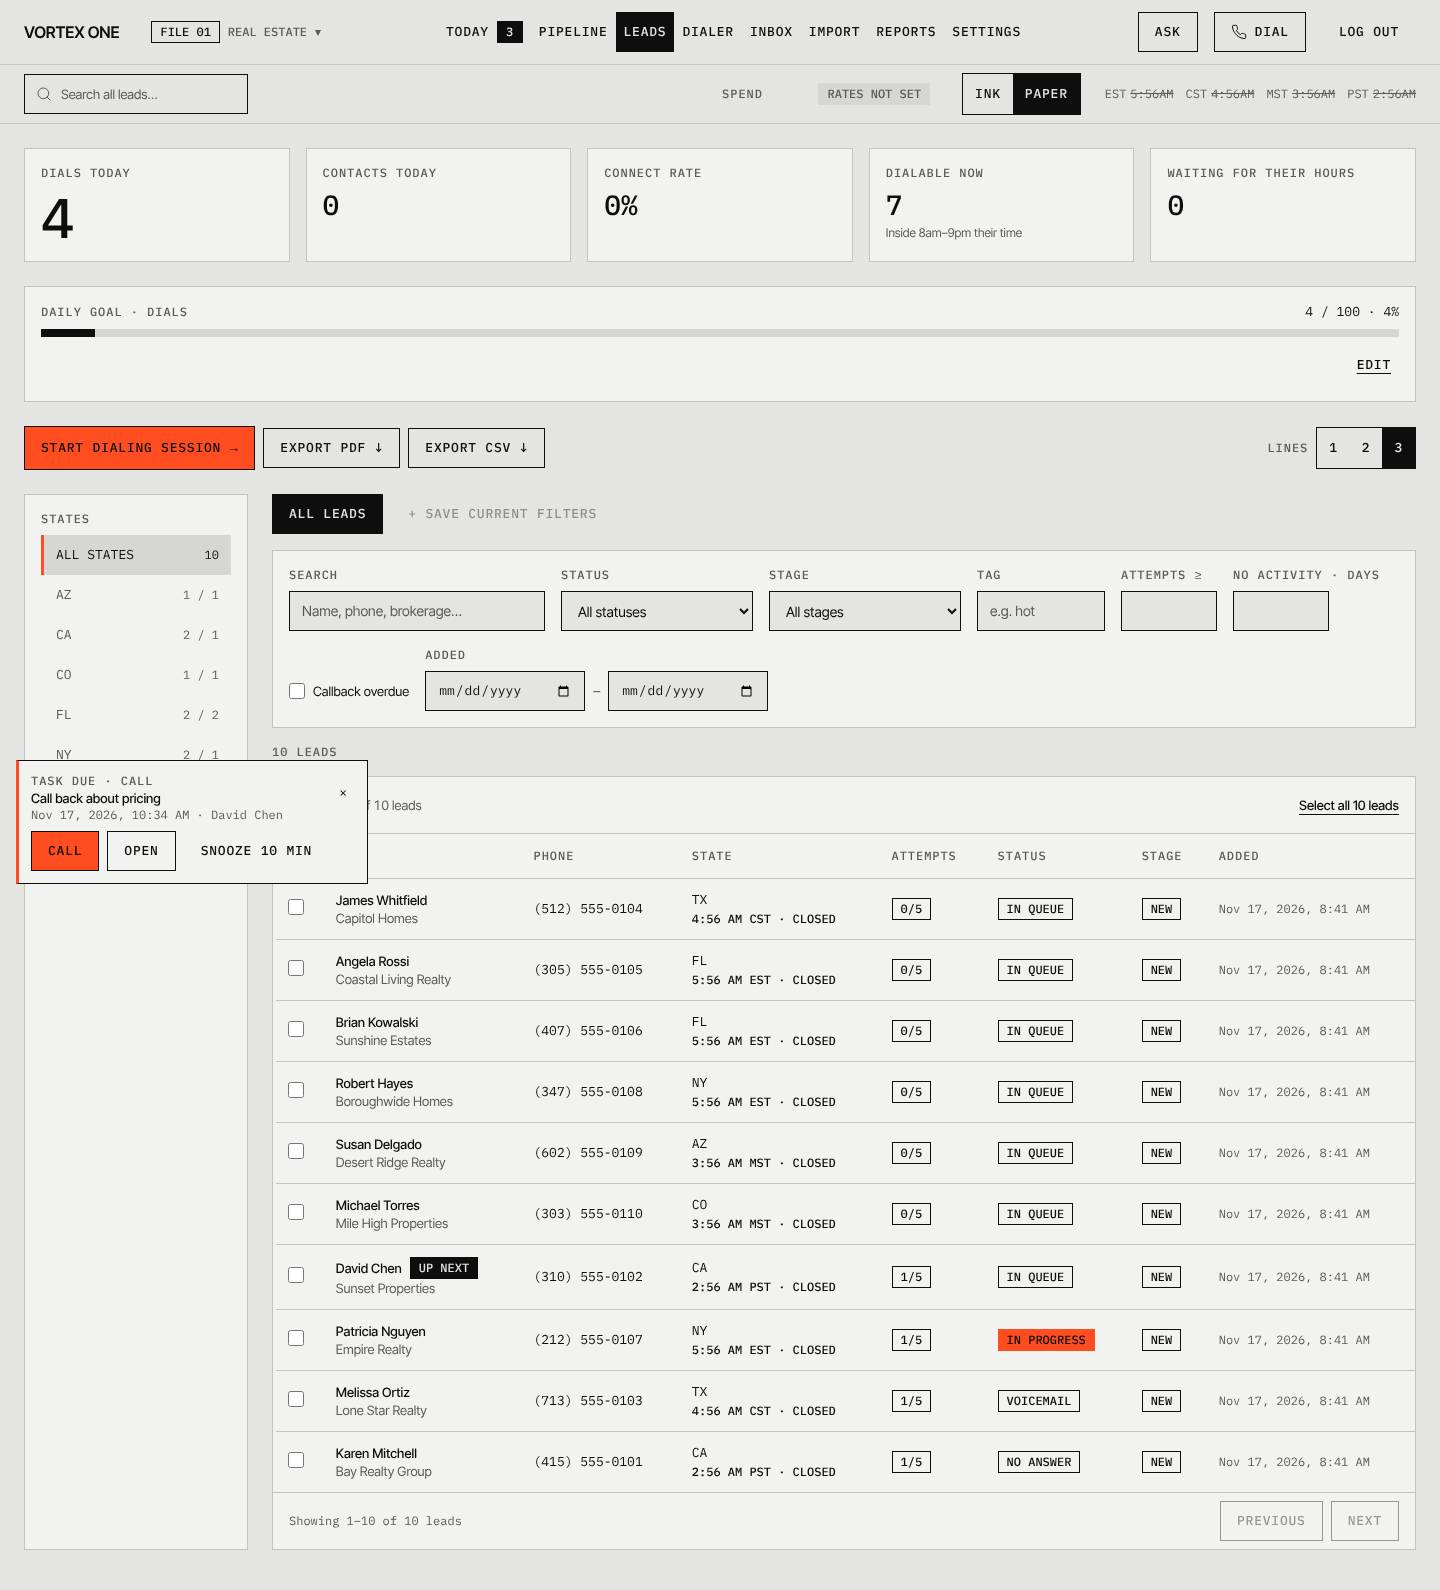 VORTEX ONE
FILE 01 REAL ESTATE ▾
TODAY 3 PIPELINE LEADS DIALER INBOX IMPORT REPORTS SETTINGS
ASK DIAL LOG OUT
Search all leads…
SPEND RATES NOT SET INK PAPER EST 5:56AM CST 4:56AM MST 3:56AM PST 2:56AM
DIALS TODAY
4
CONTACTS TODAY
0
CONNECT RATE
0%
DIALABLE NOW
7
Inside 8am–9pm their time
WAITING FOR THEIR HOURS
0
DAILY GOAL · DIALS 4 / 100 · 4%
EDIT
START DIALING SESSION → EXPORT PDF ↓ EXPORT CSV ↓ LINES 1 2 3
STATES
ALL STATES 10
AZ 1 / 1
CA 2 / 1
CO 1 / 1
FL 2 / 2
NY 2 / 1
TASK DUE · CALL ×
Call back about pricing
Nov 17, 2026, 10:34 AM · David Chen
CALL OPEN SNOOZE 10 MIN
ALL LEADS + SAVE CURRENT FILTERS
SEARCH STATUS STAGE TAG ATTEMPTS ≥ NO ACTIVITY · DAYS
Name, phone, brokerage… All statuses All stages e.g. hot
ADDED
Callback overdue mm/dd/yyyy – mm/dd/yyyy
10 LEADS
10 leads Select all 10 leads
PHONE STATE ATTEMPTS STATUS STAGE ADDED
James Whitfield (512) 555-0104 TX 0/5 IN QUEUE NEW Nov 17, 2026, 8:41 AM
Capitol Homes 4:56 AM CST · CLOSED
Angela Rossi (305) 555-0105 FL 0/5 IN QUEUE NEW Nov 17, 2026, 8:41 AM
Coastal Living Realty 5:56 AM EST · CLOSED
Brian Kowalski (407) 555-0106 FL 0/5 IN QUEUE NEW Nov 17, 2026, 8:41 AM
Sunshine Estates 5:56 AM EST · CLOSED
Robert Hayes (347) 555-0108 NY 0/5 IN QUEUE NEW Nov 17, 2026, 8:41 AM
Boroughwide Homes 5:56 AM EST · CLOSED
Susan Delgado (602) 555-0109 AZ 0/5 IN QUEUE NEW Nov 17, 2026, 8:41 AM
Desert Ridge Realty 3:56 AM MST · CLOSED
Michael Torres (303) 555-0110 CO 0/5 IN QUEUE NEW Nov 17, 2026, 8:41 AM
Mile High Properties 3:56 AM MST · CLOSED
David Chen UP NEXT (310) 555-0102 CA 1/5 IN QUEUE NEW Nov 17, 2026, 8:41 AM
Sunset Properties 2:56 AM PST · CLOSED
Patricia Nguyen (212) 555-0107 NY 1/5 IN PROGRESS NEW Nov 17, 2026, 8:41 AM
Empire Realty 5:56 AM EST · CLOSED
Melissa Ortiz (713) 555-0103 TX 1/5 VOICEMAIL NEW Nov 17, 2026, 8:41 AM
Lone Star Realty 4:56 AM CST · CLOSED
Karen Mitchell (415) 555-0101 CA 1/5 NO ANSWER NEW Nov 17, 2026, 8:41 AM
Bay Realty Group 2:56 AM PST · CLOSED
Showing 1–10 of 10 leads PREVIOUS NEXT